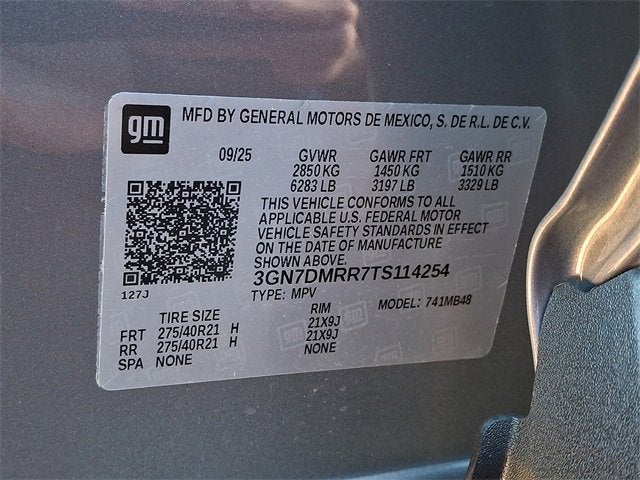 gm
MFD BY GENERAL MOTORS DE MEXICO, S. DE R.L. DE C.V.
09/25 GVWR GAWR FRT GAWR RR
2850 KG 1450 KG 1510 KG
6283 LB 3197 LB 3329 LB
THIS VEHICLE CONFORMS TO ALL
APPLICABLE U.S. FEDERAL MOTOR
VEHICLE SAFETY STANDARDS IN EFFECT
ON THE DATE OF MANUFACTURE
SHOWN ABOVE.
3GN7DMRR7TS114254
127J TYPE: MPV MODEL: 741MB48
TIRE SIZE RIM
FRT 275/40R21 H 21X9J
RR 275/40R21 H 21X9J
SPA NONE NONE